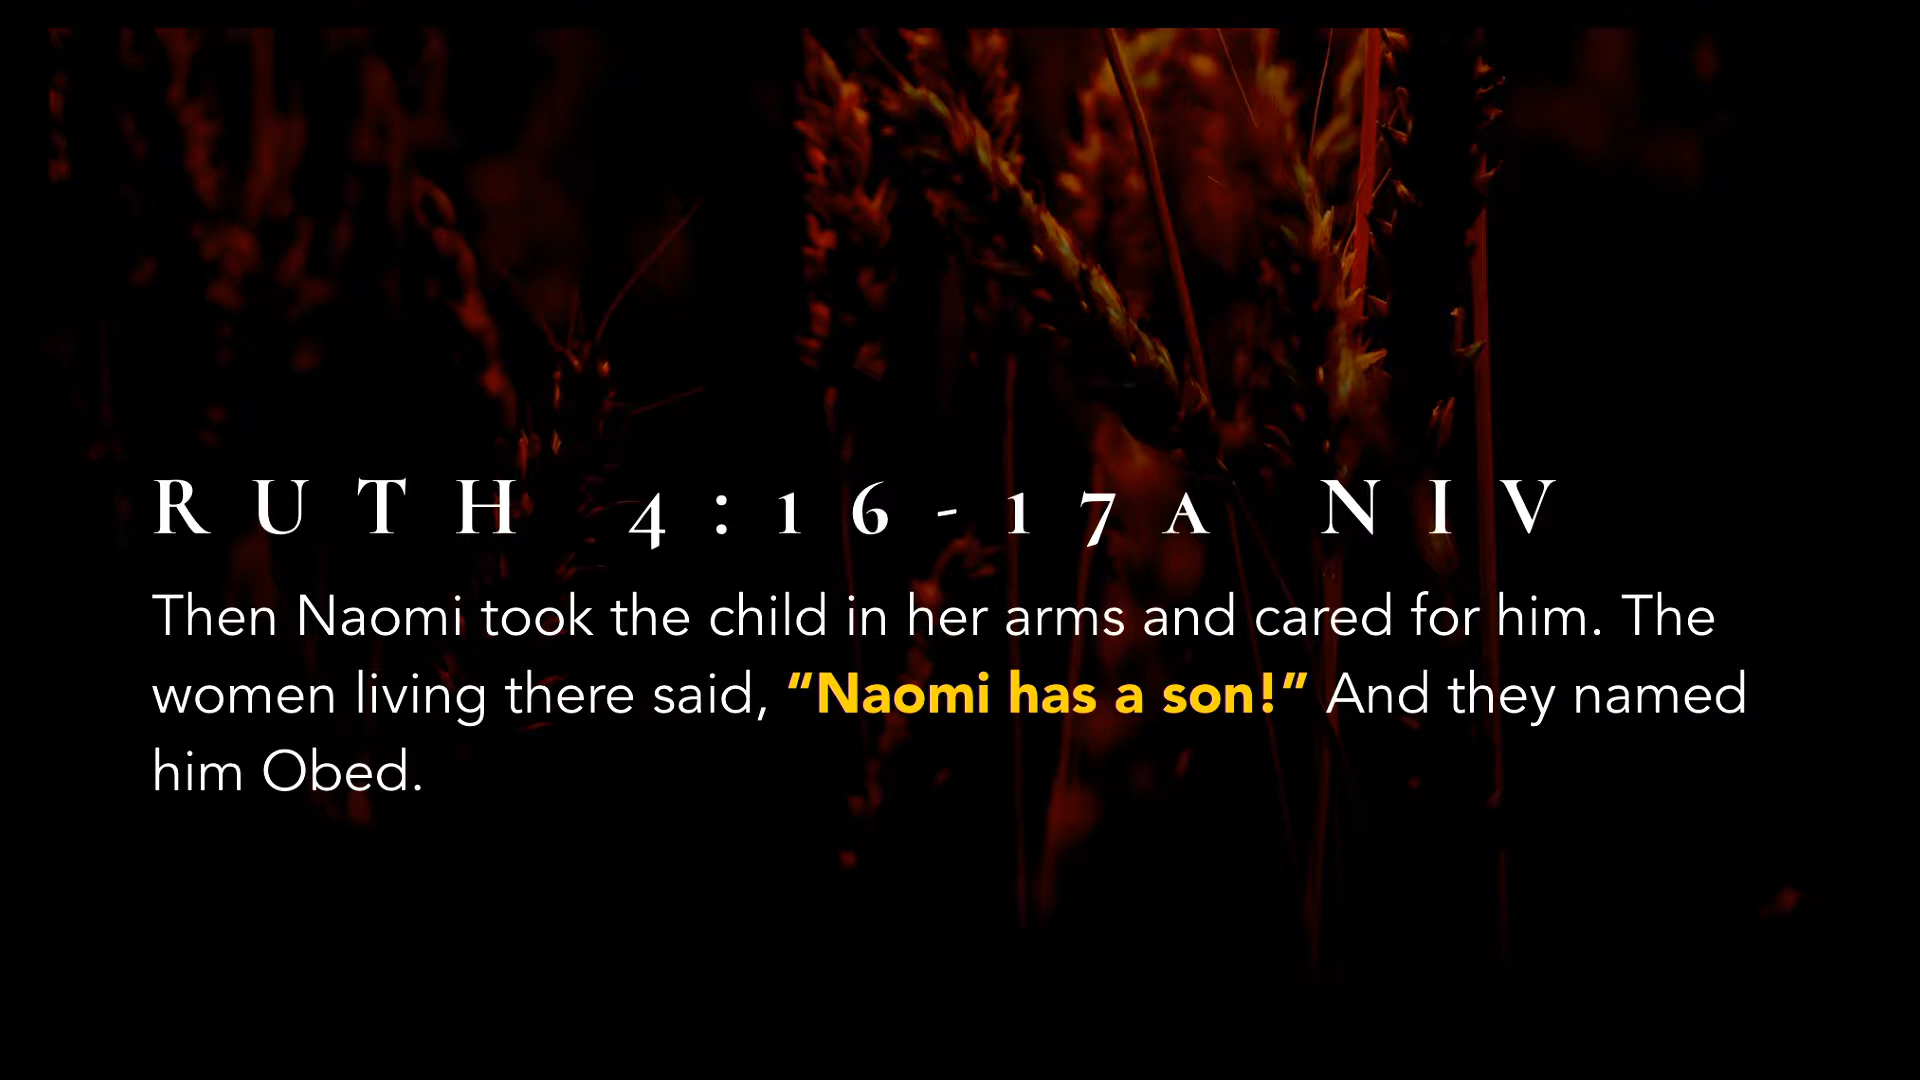 RUTH 4:16-17A NIV
Then Naomi took the child in her arms and cared for him. The
women living there said, “Naomi has a son!” And they named
him Obed.